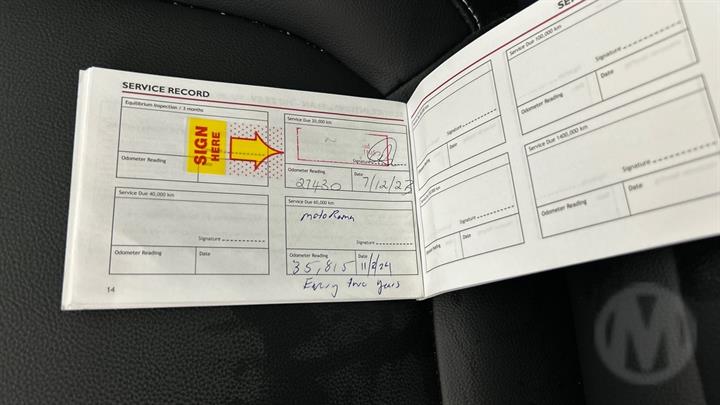 SERVICE RECORD
Equilibrium Inspection / 3 months
Odometer Reading
SIGN
HERE
Service Due 20,000 km
Odometer Reading
Date
27430
7/12/23
Service Due 40,000 km
Signature
Odometer Reading
Date
Service Due 60,000 km
Signature
Odometer Reading
Date
35,815
11/2/24
Every two years
14
Signature
Date
Signature
Date
Service Due 100,000 km
Signature
Odometer Reading
Date
Service Due 1400,000 km
Signature
Odometer Reading
Date
M